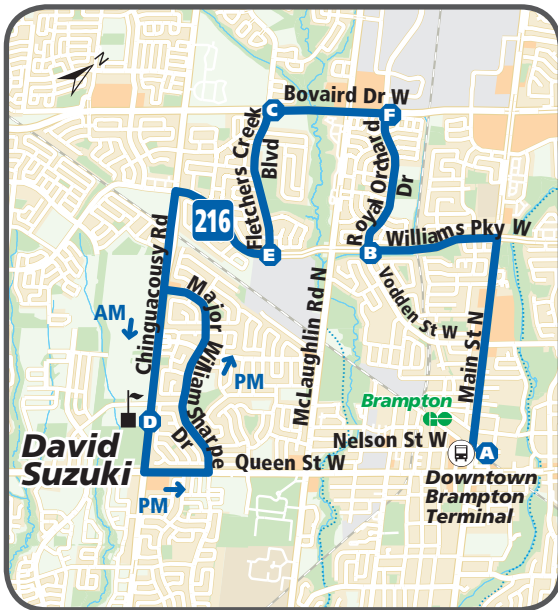 N
Bovaird Dr W
C
F
Fletchers Creek
Blvd
Royal Orchard
Dr
216
Williams Pky W
E
B
Chinguacousy Rd
Major William Sharpe
Dr
McLaughlin Rd N
Vodden St W
Main St N
AM
PM
Brampton
GO
D
Nelson St W
A
David
Suzuki
Queen St W
Downtown
Brampton
Terminal
PM